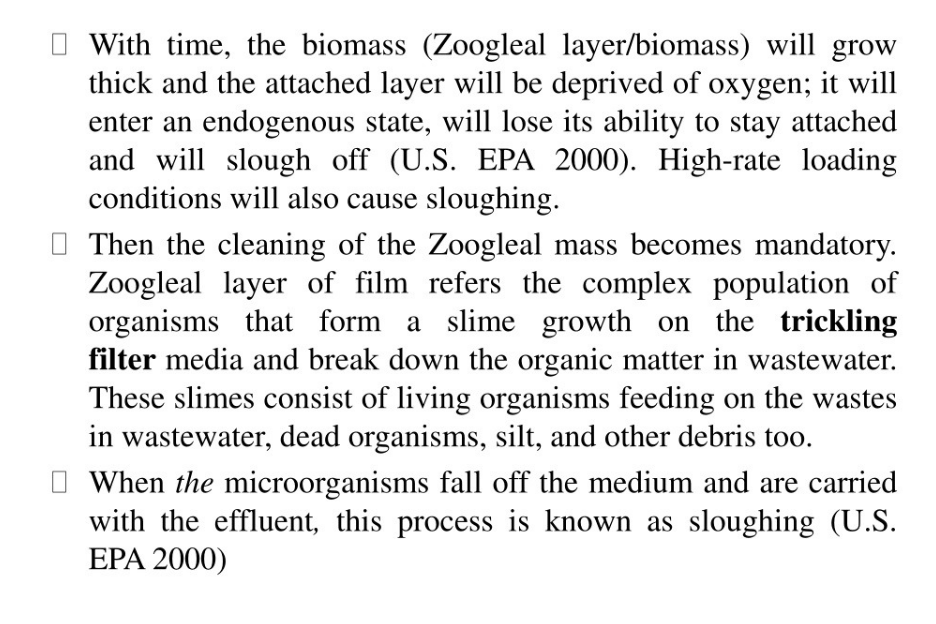 □ With time, the biomass (Zoogleal layer/biomass) will grow
thick and the attached layer will be deprived of oxygen; it will
enter an endogenous state, will lose its ability to stay attached
and will slough off (U.S. EPA 2000). High-rate loading
conditions will also cause sloughing.
□ Then the cleaning of the Zoogleal mass becomes mandatory.
Zoogleal layer of film refers the complex population of
organisms that form a slime growth on the trickling
filter media and break down the organic matter in wastewater.
These slimes consist of living organisms feeding on the wastes
in wastewater, dead organisms, silt, and other debris too.
□ When the microorganisms fall off the medium and are carried
with the effluent, this process is known as sloughing (U.S.
EPA 2000)